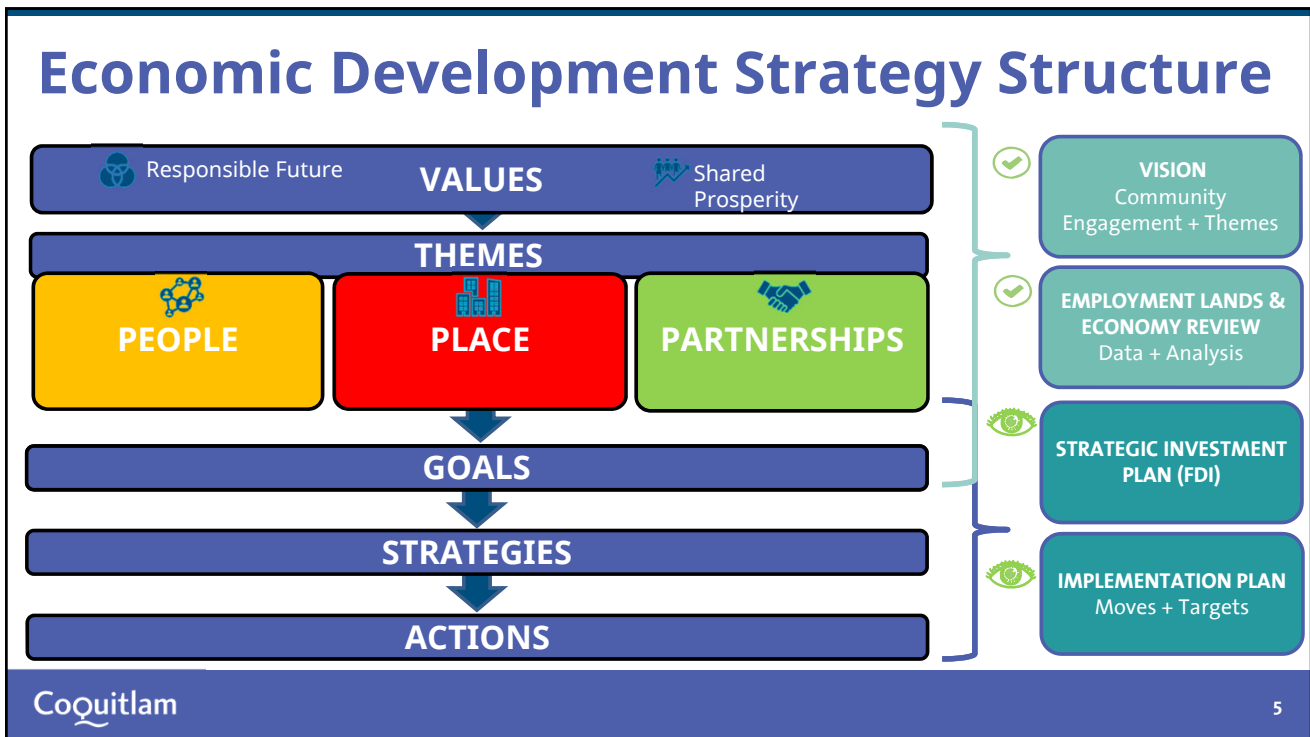 Economic Development Strategy Structure
Responsible Future
VALUES
Shared
Prosperity
THEMES
PEOPLE
PLACE
PARTNERSHIPS
GOALS
STRATEGIES
ACTIONS
VISION
Community
Engagement + Themes
EMPLOYMENT LANDS &
ECONOMY REVIEW
Data + Analysis
STRATEGIC INVESTMENT
PLAN (FDI)
IMPLEMENTATION PLAN
Moves + Targets
Coquitlam
5